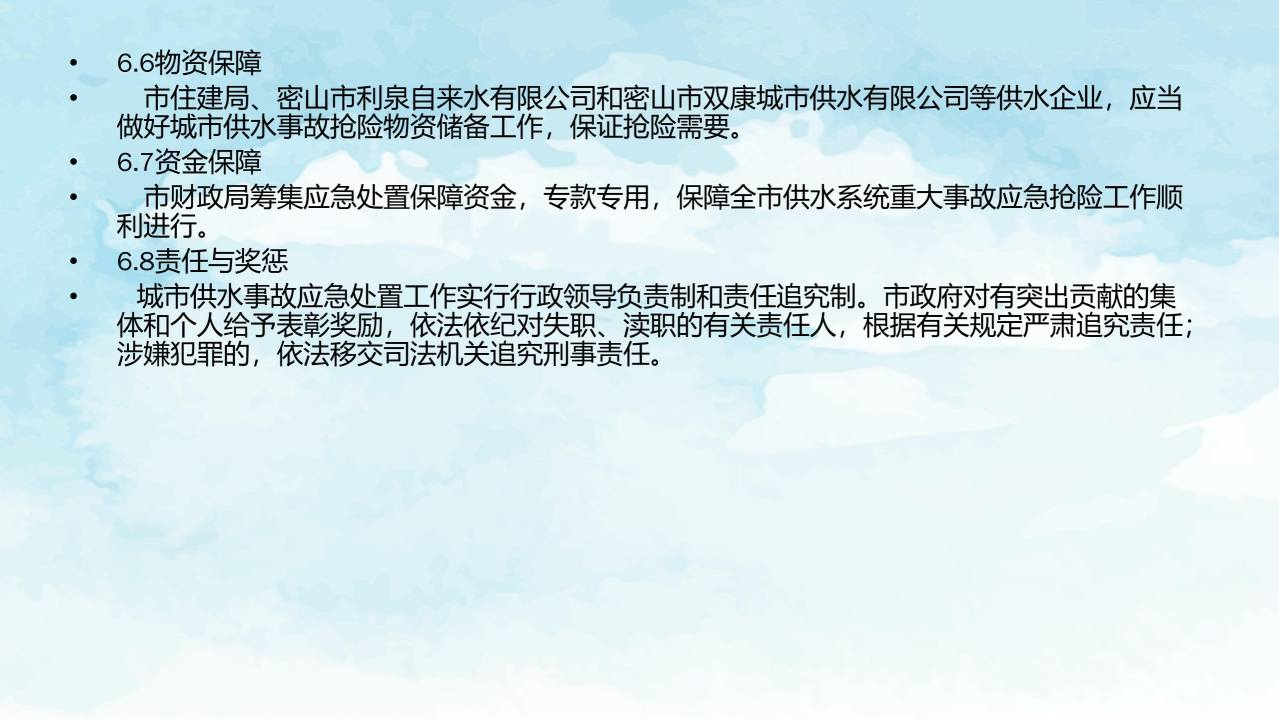 • 6.6物资保障
• 市住建局、密山市利泉自来水有限公司和密山市双康城市供水有限公司等供水企业，应当
做好城市供水事故抢险物资储备工作，保证抢险需要。
• 6.7资金保障
• 市财政局筹集应急处置保障资金，专款专用，保障全市供水系统重大事故应急抢险工作顺
利进行。
• 6.8责任与奖惩
• 城市供水事故应急处置工作实行行政领导负责制和责任追究制。市政府对有突出贡献的集
体和个人给予表彰奖励，依法依纪对失职、渎职的有关责任人，根据有关规定严肃追究责任；
涉嫌犯罪的，依法移交司法机关追究刑事责任。